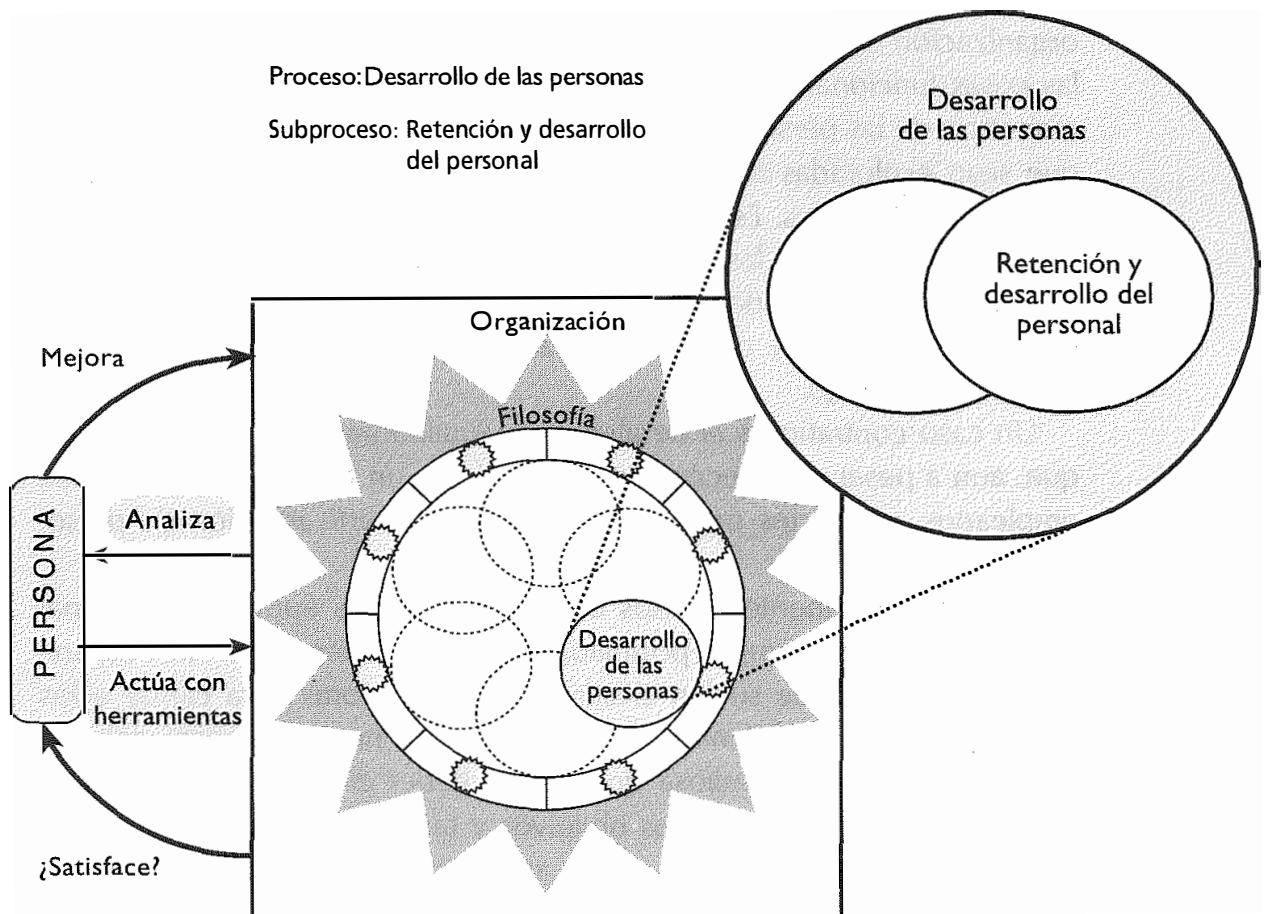 Proceso: Desarrollo de las personas
Subproceso: Retención y desarrollo
del personal
Desarrollo
de las personas
Retención y
desarrollo del
personal
Organización
Filosofía
Mejora
PERSONA
Analiza
Actúa con
herramientas
¿Satisface?
Desarrollo
de las
personas